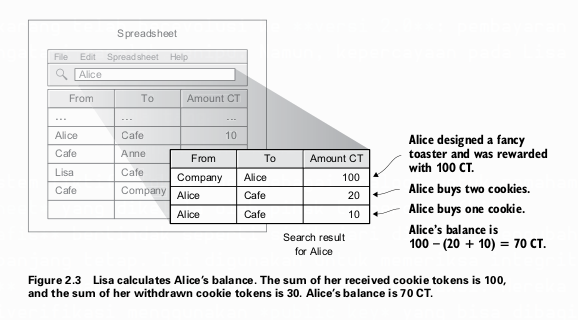 Spreadsheet
File Edit Spreadsheet Help
Alice
From To Amount CT
... ... ...
Alice Cafe 10
Cafe Anne
Lisa Cafe
Cafe Company
From To Amount CT
Company Alice 100
Alice Cafe 20
Alice Cafe 10
Search result
for Alice
Alice designed a fancy
toaster and was rewarded
with 100 CT.
Alice buys two cookies.
Alice buys one cookie.
Alice's balance is
100 – (20 + 10) = 70 CT.
Figure 2.3 Lisa calculates Alice's balance. The sum of her received cookie tokens is 100,
and the sum of her withdrawn cookie tokens is 30. Alice's balance is 70 CT.